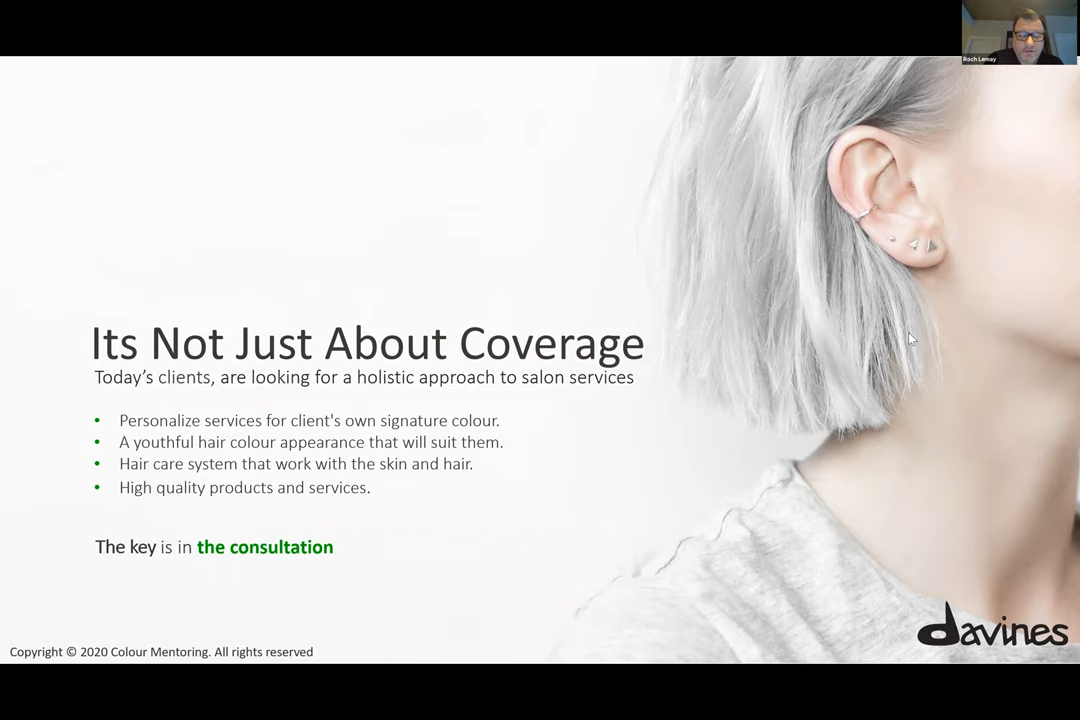 Roch Lemay
Its Not Just About Coverage
Today’s clients, are looking for a holistic approach to salon services
• Personalize services for client's own signature colour.
• A youthful hair colour appearance that will suit them.
• Hair care system that work with the skin and hair.
• High quality products and services.
The key is in the consultation
davines
Copyright © 2020 Colour Mentoring. All rights reserved